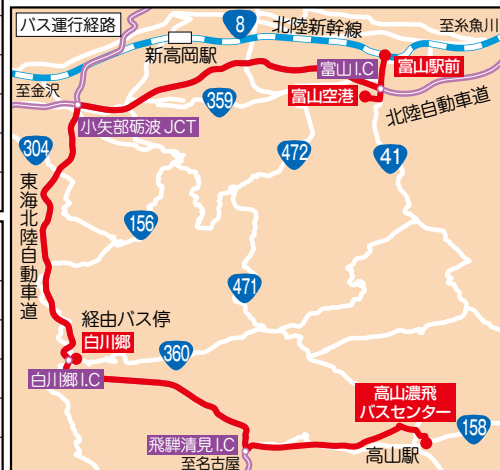 バス運行経路
8
北陸新幹線
至糸魚川
新高岡駅
富山I.C
富山駅前
至金沢
富山空港
359
北陸自動車道
小矢部砺波JCT
304
472
41
東海北陸自動車道
156
471
経由バス停
白川郷
360
白川郷I.C
高山濃飛
バスセンター
158
飛騨清見I.C
高山駅
至名古屋